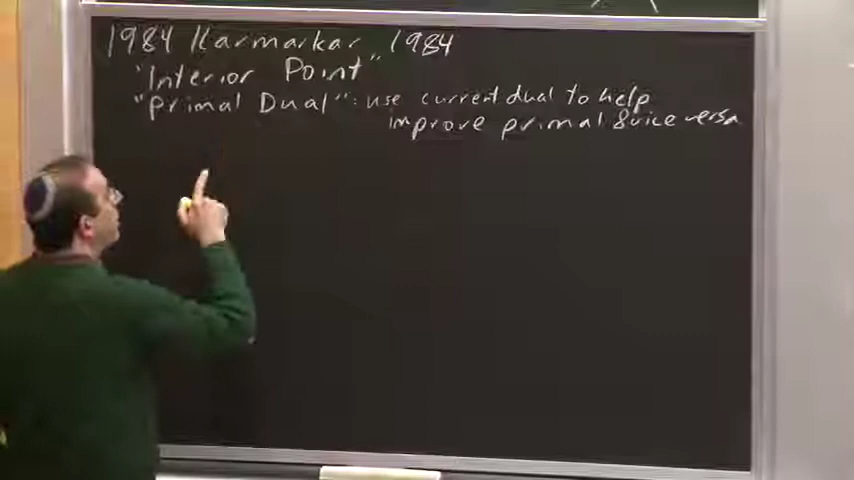 1984 Karmarkar 1984
"Interior Point"
"Primal Dual": use current dual to help
improve primal & vice versa